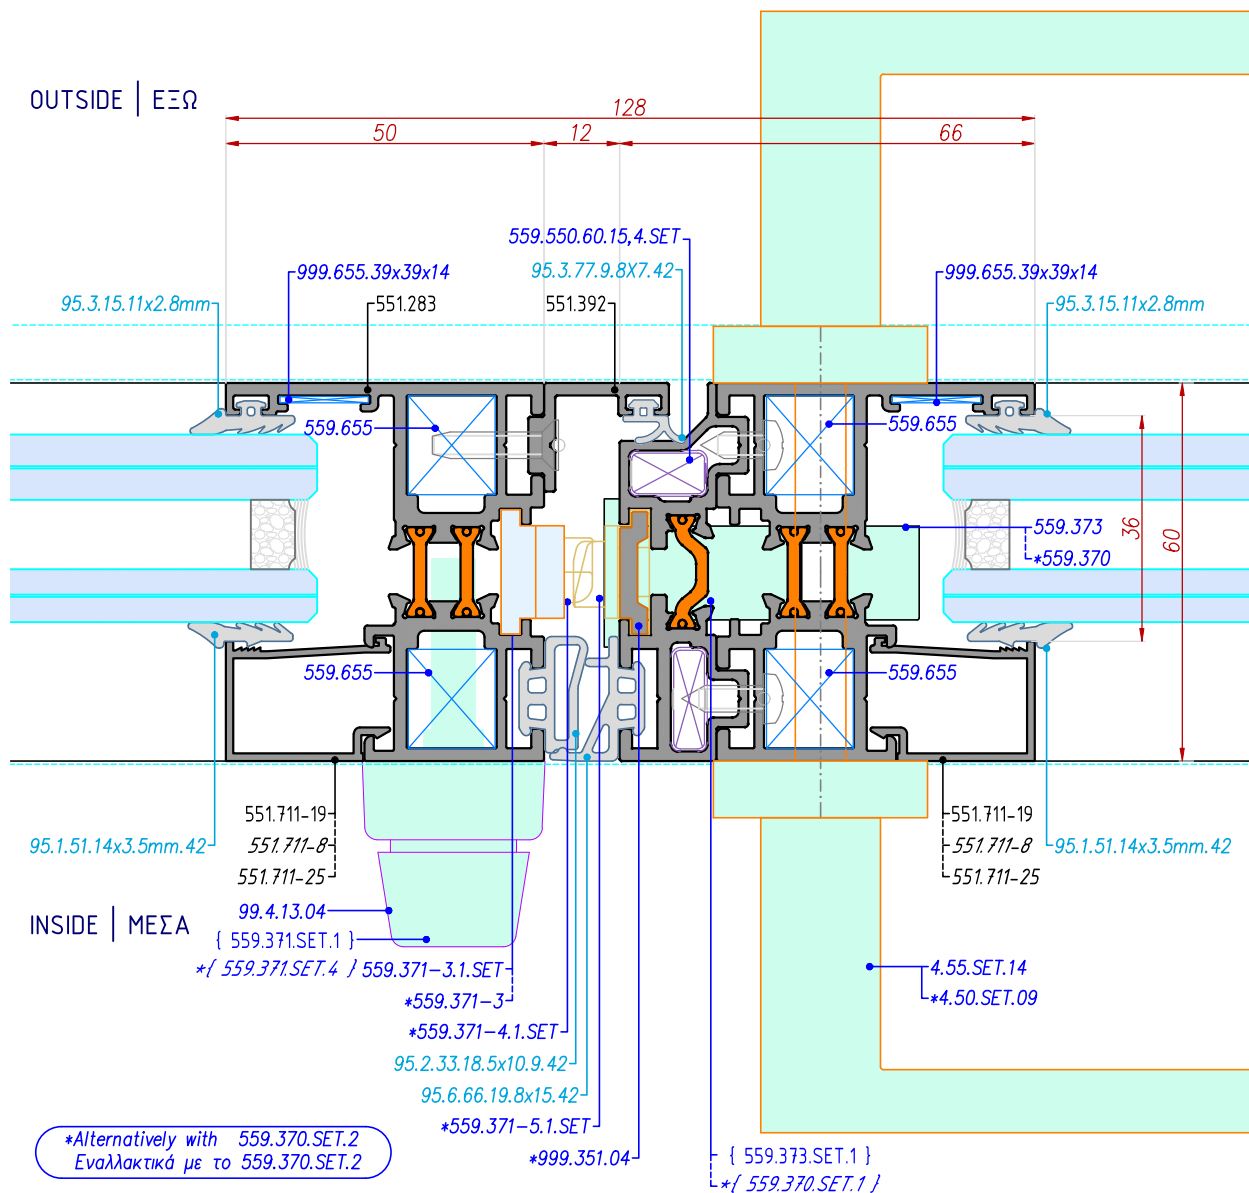 OUTSIDE | ΕΞΩ
128
50
12
66
559.550.60.15,4.SET
999.655.39x39x14
95.3.77.9.8X7.42
999.655.39x39x14
95.3.15.11x2.8mm
551.283
551.392
95.3.15.11x2.8mm
559.655
559.655
559.373
*559.370
36
60
559.655
559.655
551.711-19
551.711-8
551.711-25
95.1.51.14x3.5mm.42
551.711-19
551.711-8
551.711-25
95.1.51.14x3.5mm.42
INSIDE | ΜΕΣΑ
99.4.13.04
{ 559.371.SET.1 }
*{ 559.371.SET.4 }
559.371-3.1.SET
*559.371-3
*559.371-4.1.SET
95.2.33.18.5x10.9.42
95.6.66.19.8x15.42
*559.371-5.1.SET
*999.351.04
4.55.SET.14
*4.50.SET.09
{ 559.373.SET.1 }
*{ 559.370.SET.1 }
*Alternatively with 559.370.SET.2
Εναλλακτικά με το 559.370.SET.2